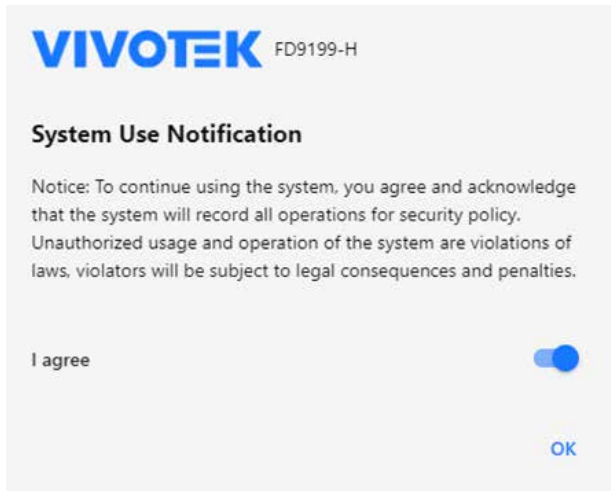 VIVOTEK FD9199-H
System Use Notification
Notice: To continue using the system, you agree and acknowledge
that the system will record all operations for security policy.
Unauthorized usage and operation of the system are violations of
laws, violators will be subject to legal consequences and penalties.
I agree
OK